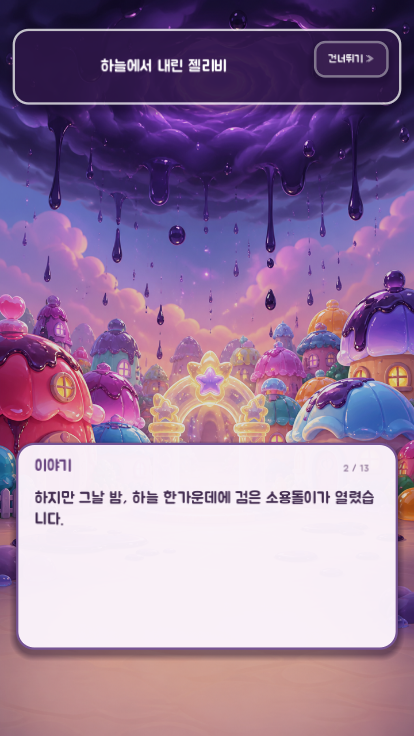 하늘에서 내린 젤리비
건너뛰기 »
이야기
2 / 13
하지만 그날 밤, 하늘 한가운데에 검은 소용돌이가 열렸습
니다.